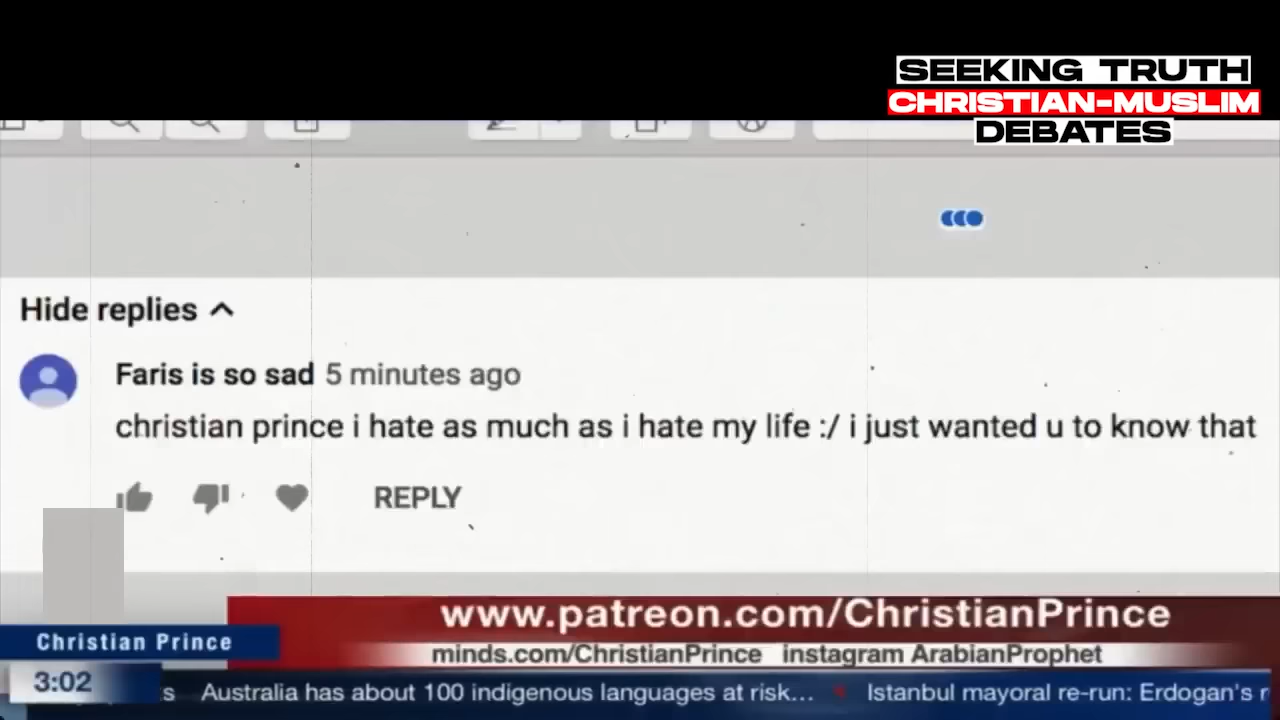 SEEKING TRUTH
CHRISTIAN-MUSLIM
DEBATES
Hide replies
Faris is so sad 5 minutes ago
christian prince i hate as much as i hate my life :/ i just wanted u to know that
REPLY
www.patreon.com/ChristianPrince
Christian Prince
minds.com/ChristianPrince instagram ArabianProphet
3:02
Australia has about 100 indigenous languages at risk... Istanbul mayoral re-run: Erdogan's